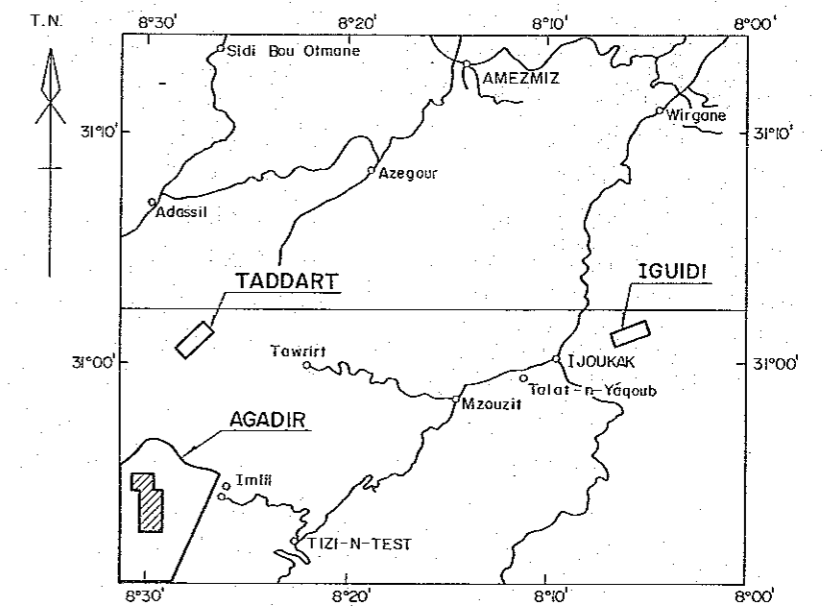 T.N.
8°30' 8°20' 8°10' 8°00'
Sidi Bou Otmane
AMEZMIZ
Wirgane
31°10' 31°10'
Azegour
Adassil
TADDART
IGUIDI
Tawrirt
IJOUKAK
31°00' 31°00'
Talat-n-Yaqoub
Mzouzit
AGADIR
Imlil
TIZI-N-TEST
8°30' 8°20' 8°10' 8°00'